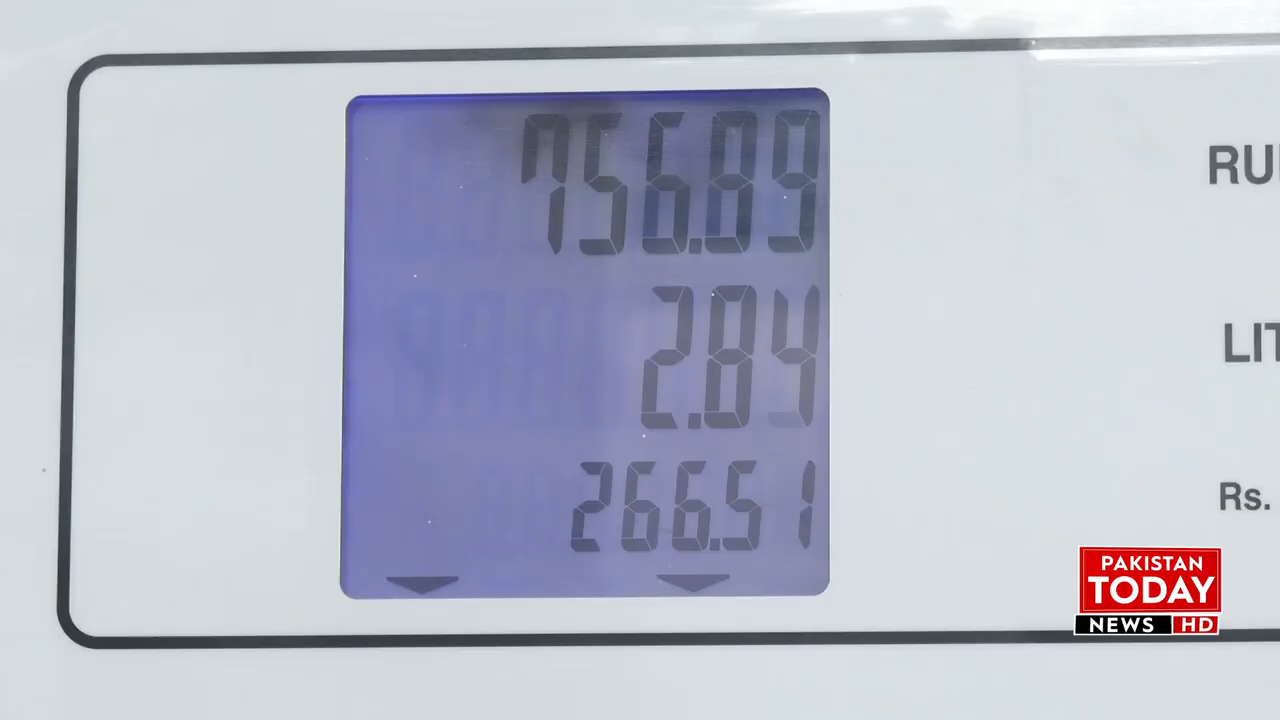 756.89
RU
2.84
LIT
266.51
Rs.
PAKISTAN
TODAY
NEWS HD